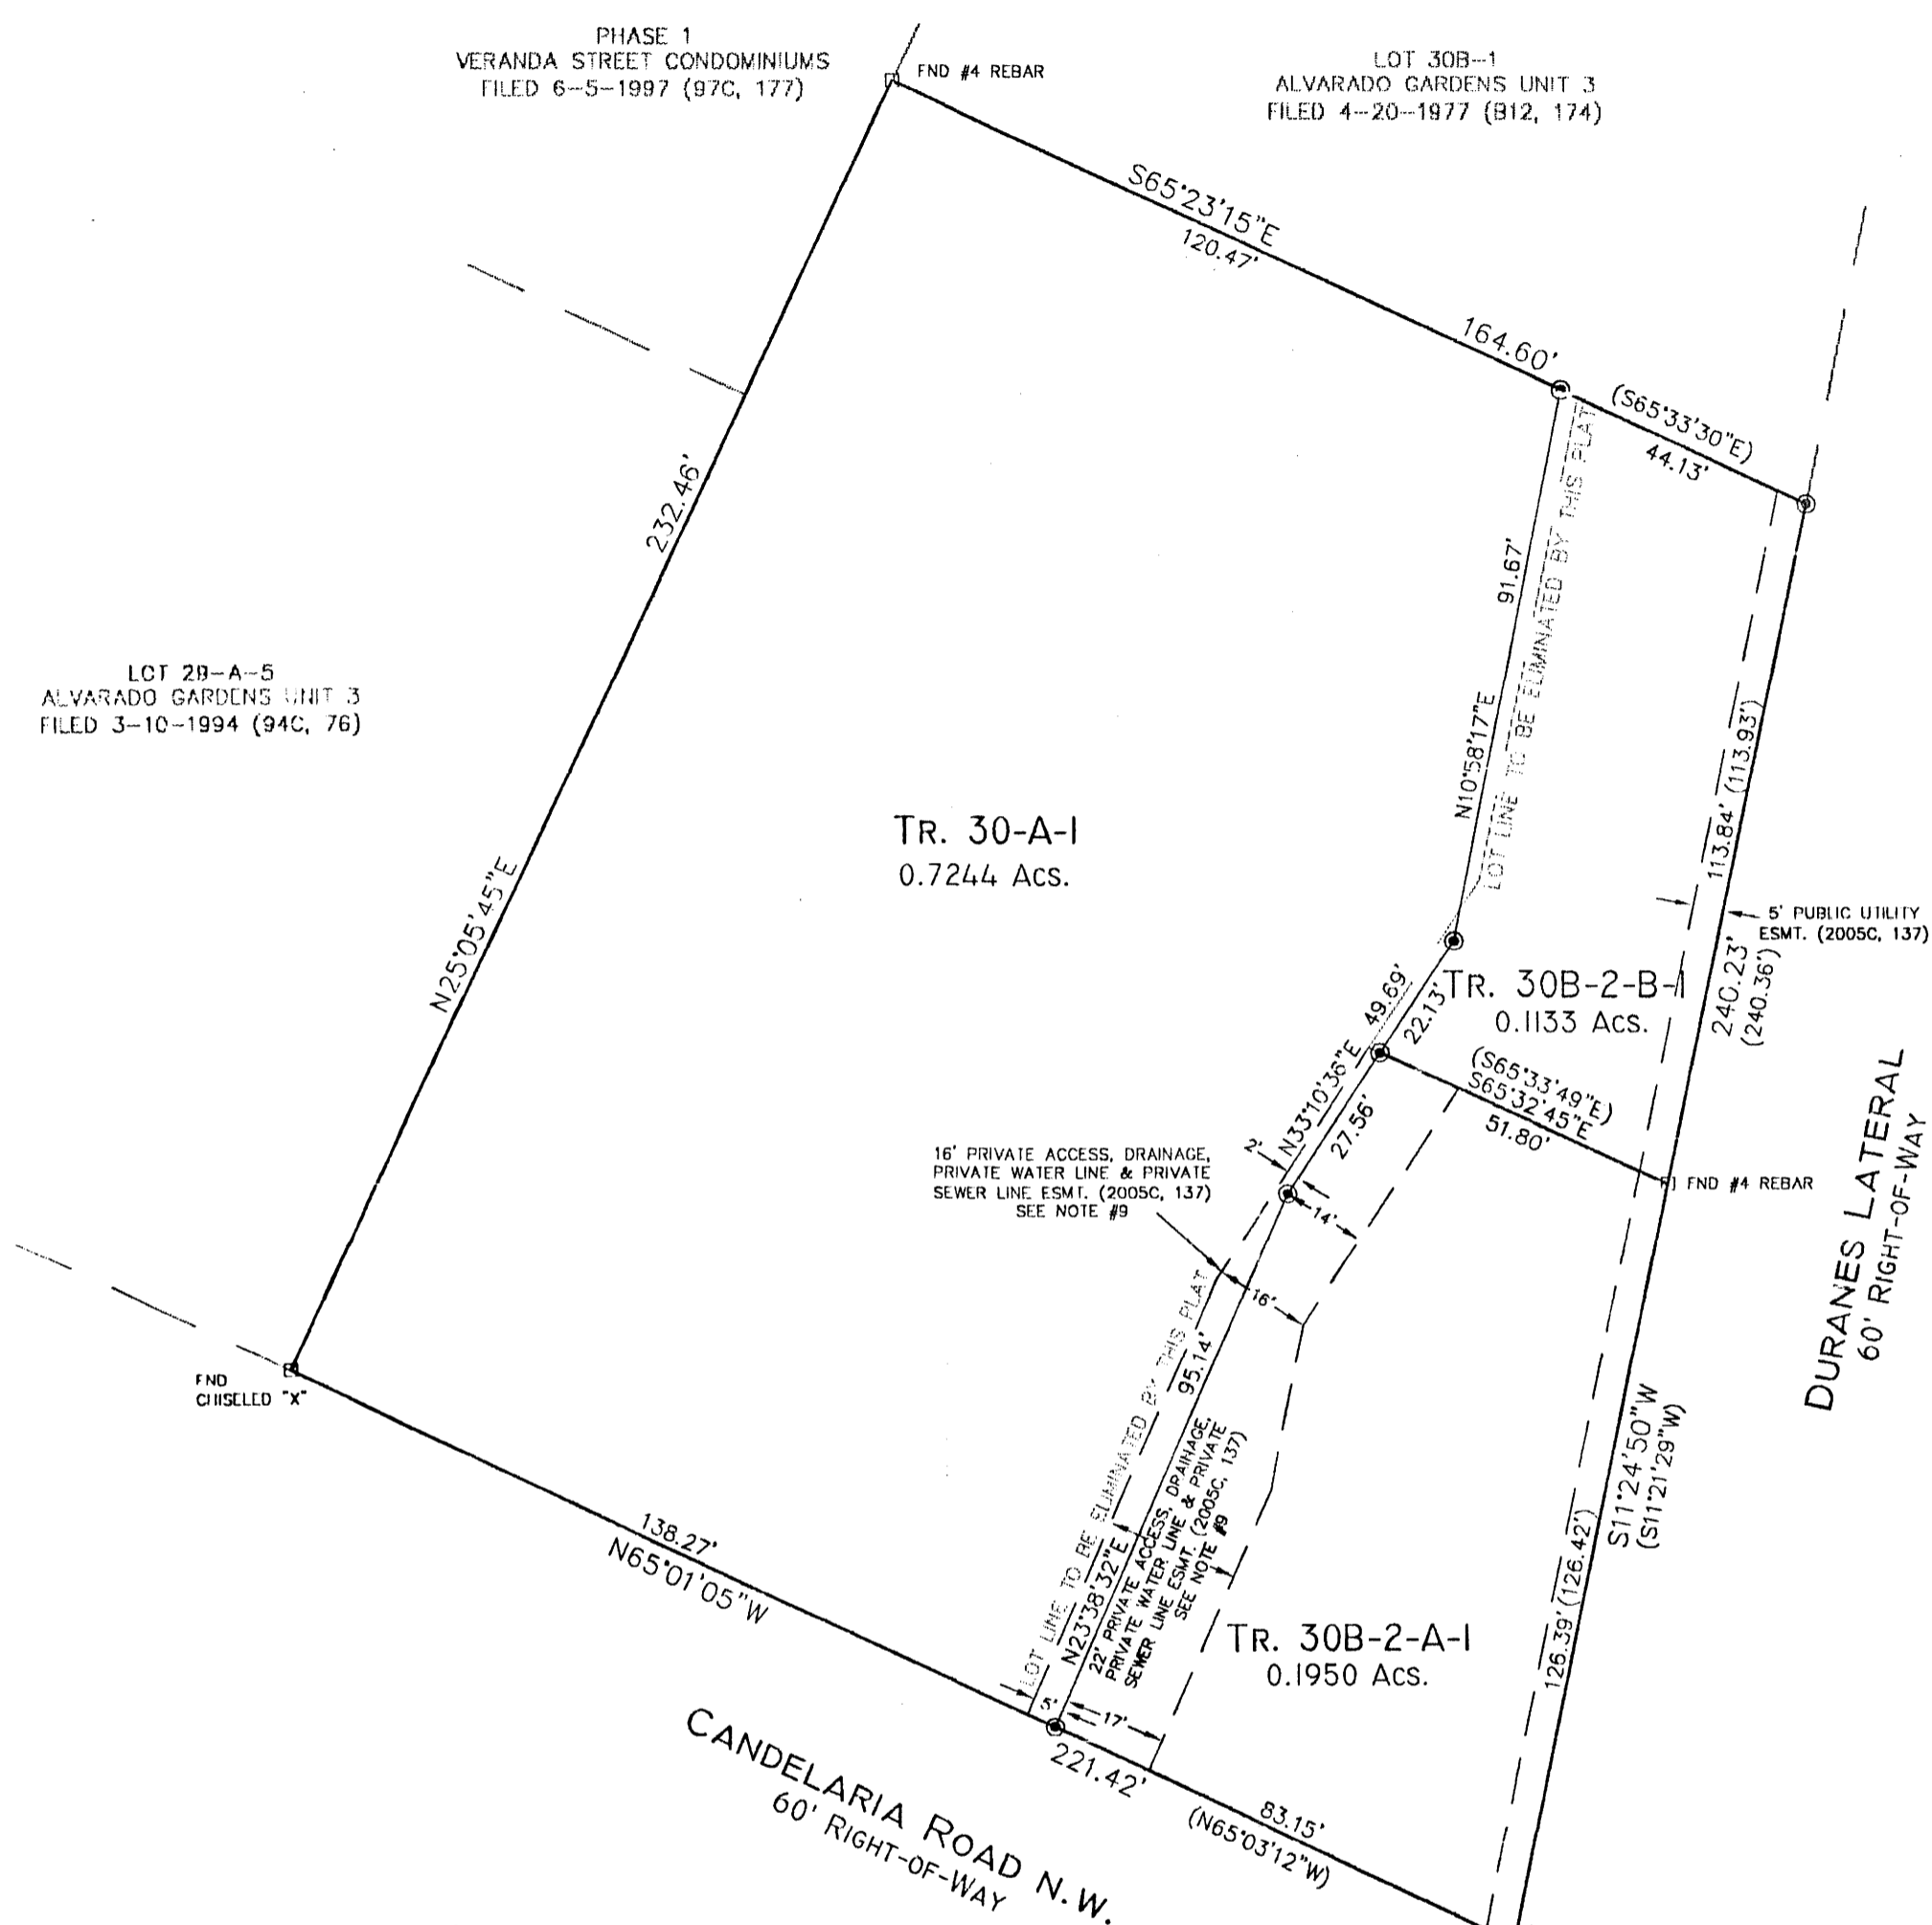 PHASE 1
VERANDA STREET CONDOMINIUMS
FILED 6-5-1997 (97C, 177)
FND #4 REBAR
LOT 30B-1
ALVARADO GARDENS UNIT 3
FILED 4-20-1977 (B12, 174)
S65°23'15"E
120.47'
164.60'
(S65°33'30"E)
44.13'
232.46'
N25°05'45"E
LOT 29-A-5
ALVARADO GARDENS UNIT 3
FILED 3-10-1994 (94C, 76)
91.67'
N10°58'17"E
LOT LINE TO BE ELIMINATED BY THIS PLAT
113.84' (113.93')
TR. 30-A-1
0.7244 ACS.
5' PUBLIC UTILITY
ESMT. (2005C, 137)
240.23'
(240.36')
TR. 30B-2-B-1
0.1133 ACS.
49.69'
22.13'
N33°10'36"E
27.56'
(S65°33'49"E)
S65°32'45"E
51.80'
FND #4 REBAR
2'
14'
16' PRIVATE ACCESS, DRAINAGE,
PRIVATE WATER LINE & PRIVATE
SEWER LINE ESMT. (2005C, 137)
SEE NOTE #9
16'
DURANES LATERAL
60' RIGHT-OF-WAY
FND
CHISELED "X"
95.14'
N23°38'32"E
LOT LINE TO BE ELIMINATED BY THIS PLAT
22' PRIVATE ACCESS, DRAINAGE,
PRIVATE WATER LINE & PRIVATE
SEWER LINE ESMT. (2005C, 137)
SEE NOTE #9
S11°24'50"W
(S11°21'29"W)
126.39' (126.42')
138.27'
N65°01'05"W
TR. 30B-2-A-1
0.1950 ACS.
5'
17'
221.42'
83.15'
(N65°03'12"W)
CANDELARIA ROAD N.W.
60' RIGHT-OF-WAY